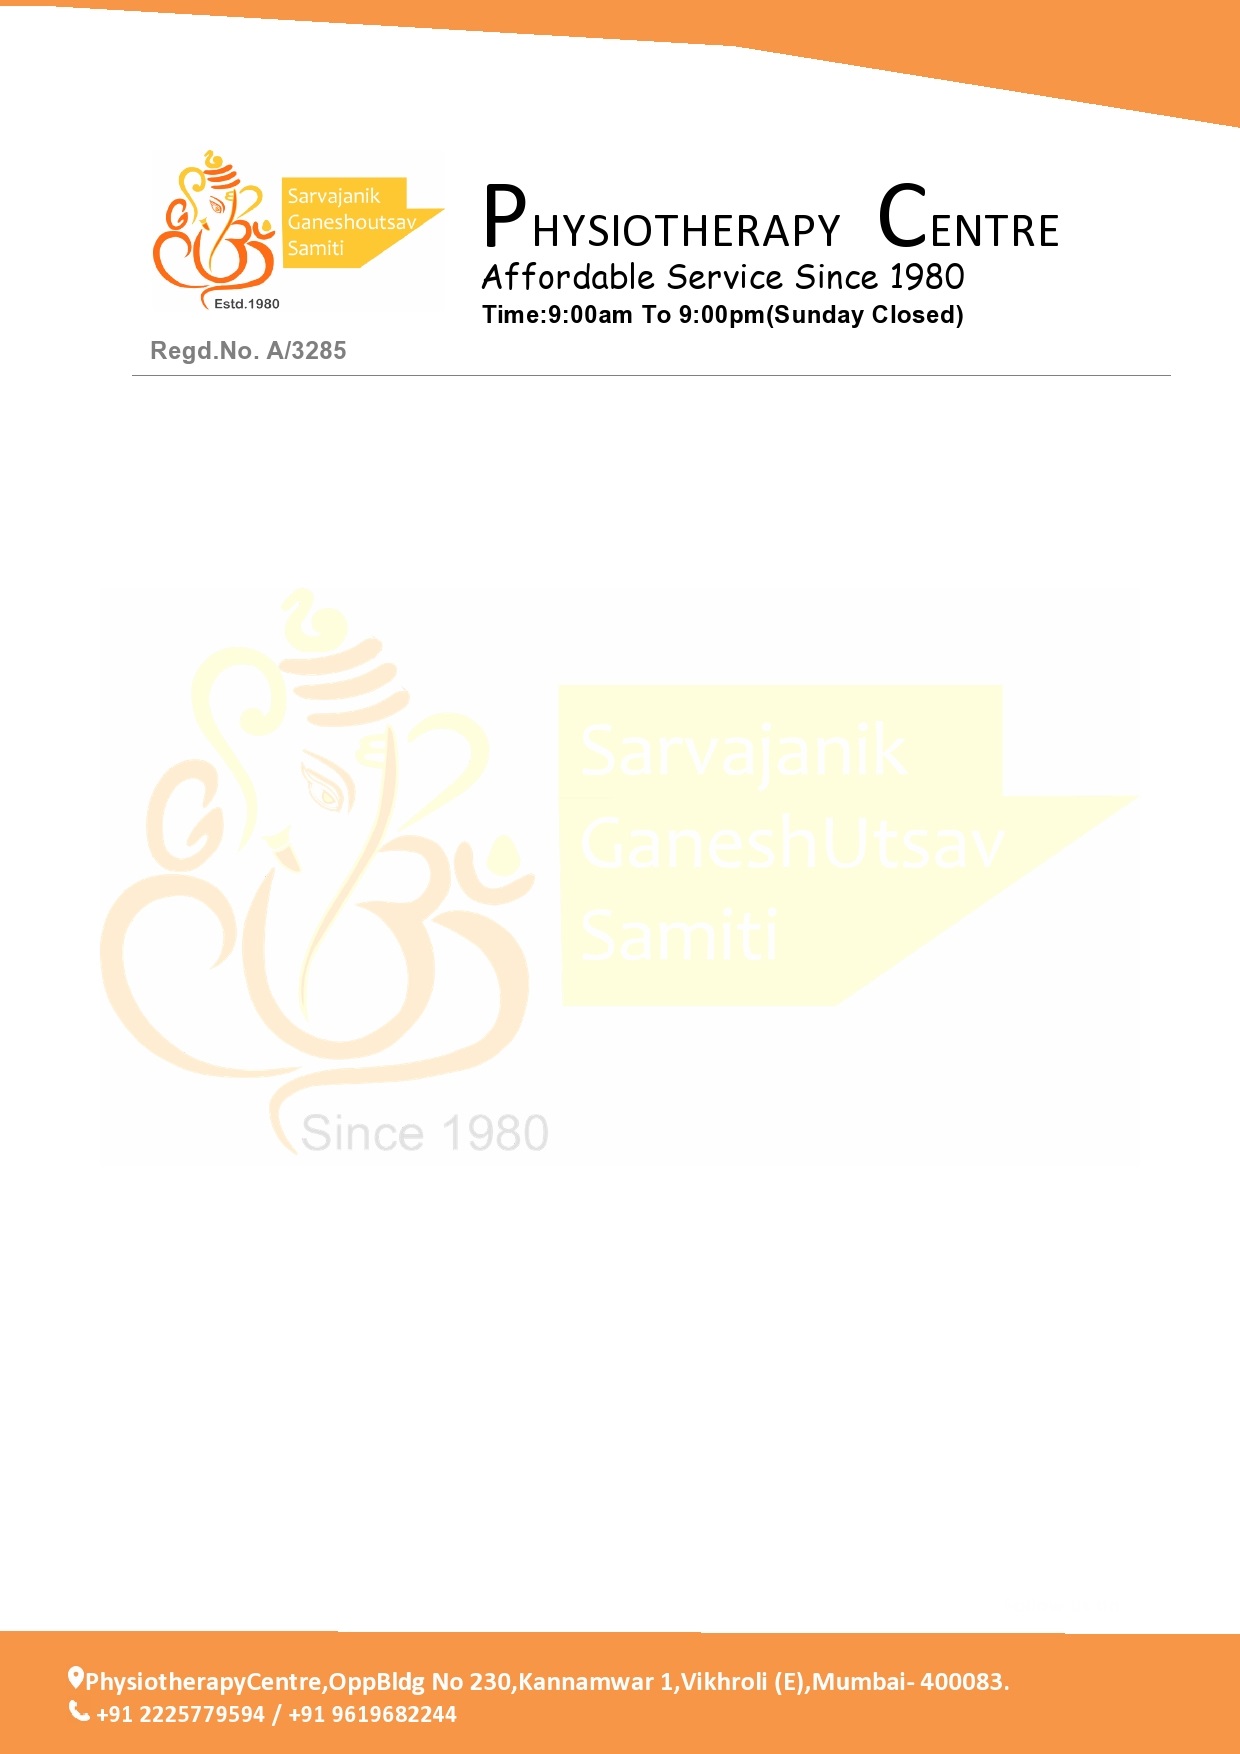 Sarvajanik
Ganeshoutsav
Samiti
Estd.1980
Regd.No. A/3285
PHYSIOTHERAPY CENTRE
Affordable Service Since 1980
Time:9:00am To 9:00pm(Sunday Closed)
Sarvajanik
GaneshUtsav
Samiti
Since 1980
PhysiotherapyCentre,OppBldg No 230,Kannamwar 1,Vikhroli (E),Mumbai- 400083.
+91 2225779594 / +91 9619682244